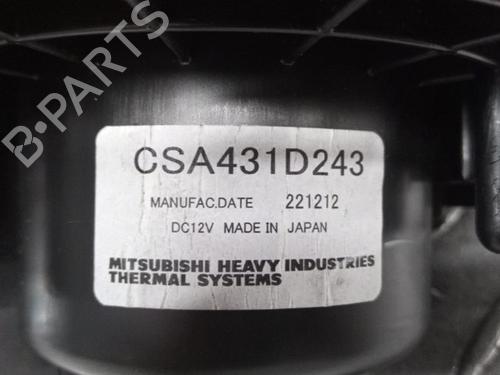 B-PARTS
CSA431D243
MANUFAC.DATE 221212
DC12V MADE IN JAPAN
MITSUBISHI HEAVY INDUSTRIES
THERMAL SYSTEMS